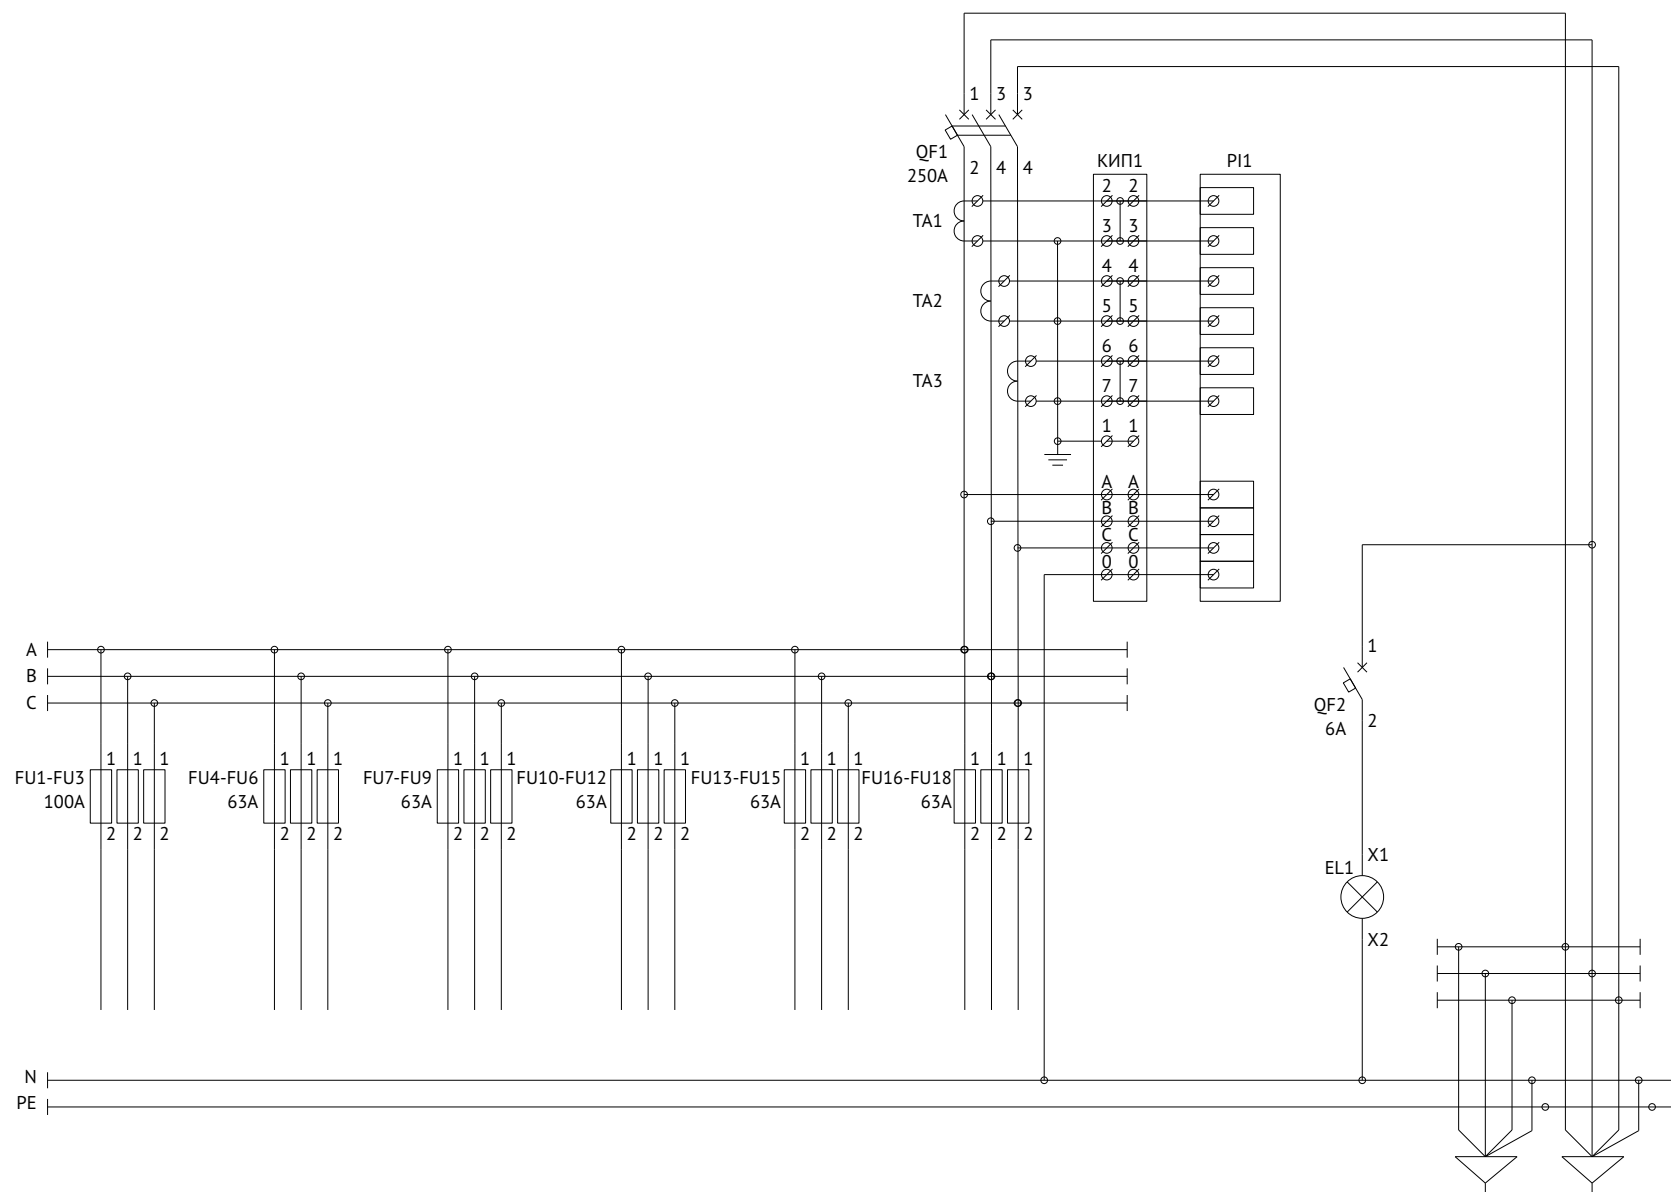 1 3 3
QF1
250A
2 4 4
КИП1
PI1
2 2
TA1
3 3
4 4
TA2
5 5
6 6
TA3
7 7
1 1
A A
B B
C C
0 0
A
B
C
1
QF2
6A
2
1 1 1
FU1-FU3
100A
2 2 2
1 1 1
FU4-FU6
63A
2 2 2
1 1 1
FU7-FU9
63A
2 2 2
1 1 1
FU10-FU12
63A
2 2 2
1 1 1
FU13-FU15
63A
2 2 2
1 1 1
FU16-FU18
63A
2 2 2
X1
EL1
X2
N
PE